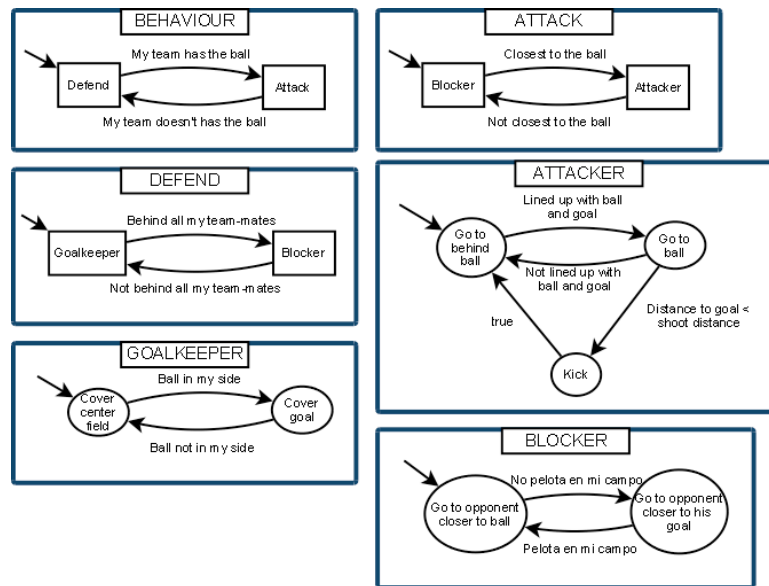 BEHAVIOUR
My team has the ball
Defend
Attack
My team doesn't has the ball
ATTACK
Closest to the ball
Blocker
Attacker
Not closest to the ball
DEFEND
Behind all my team-mates
Goalkeeper
Blocker
Not behind all my team-mates
ATTACKER
Lined up with ball
and goal
Go to
behind
ball
Go to
ball
Not lined up with
ball and goal
true
Distance to goal <
shoot distance
Kick
GOALKEEPER
Ball in my side
Cover
center
field
Cover
goal
Ball not in my side
BLOCKER
No pelota en mi campo
Go to opponent
closer to ball
Go to opponent
closer to his
goal
Pelota en mi campo